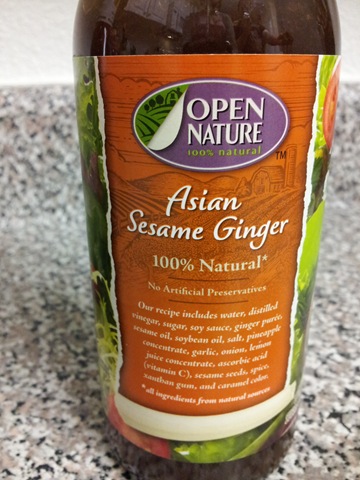 OPEN
NATURE
100% natural
TM
Asian
Sesame Ginger
100% Natural*
No Artificial Preservatives
Our recipe includes water, distilled
vinegar, sugar, soy sauce, ginger purée,
sesame oil, soybean oil, salt, pineapple
concentrate, garlic, onion, lemon
juice concentrate, ascorbic acid
(vitamin C), sesame seeds, spice,
xanthan gum, and caramel color.
*all ingredients from natural sources